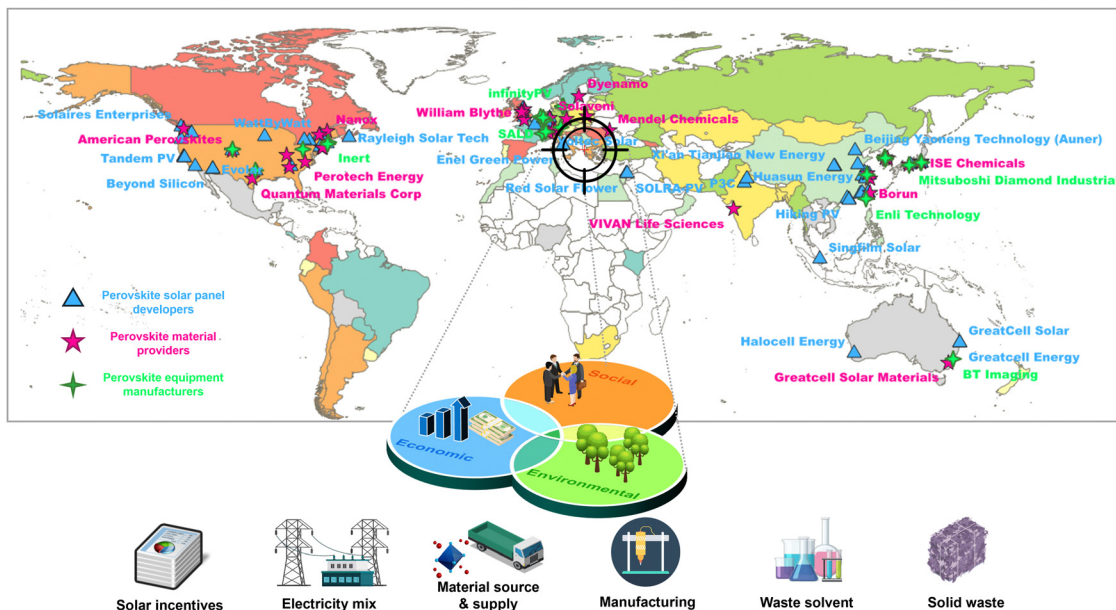 Dyenamo
infinityPV
William Blythe
Solaveni
Mendel Chemicals
SALD
Enel Green Power
Solaires Enterprises
WattByWatt
Nanox
American Perovskites
Rayleigh Solar Tech
Tandem PV
Inert
Evolar
Perotech Energy
Beyond Silicon
Quantum Materials Corp
Red Solar Flower
SOLRA-PV
P3C
Xi'an Tianjiao New Energy
Beijing Yaoneng Technology (Auner)
Huasun Energy
ISE Chemicals
Mitsuboshi Diamond Industria
Borun
Hiking PV
Enli Technology
VIVAN Life Sciences
Singfilm Solar
Perovskite solar panel
developers
Perovskite material
providers
Perovskite equipment
manufacturers
Halocell Energy
GreatCell Solar
Greatcell Energy
Greatcell Solar Materials
BT Imaging
Social
Economic
Environmental
Solar incentives
Electricity mix
Material source
& supply
Manufacturing
Waste solvent
Solid waste